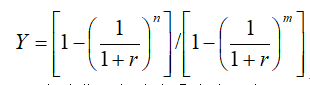 Y = [1 − (1/(1+r))^n] / [1 − (1/(1+r))^m]